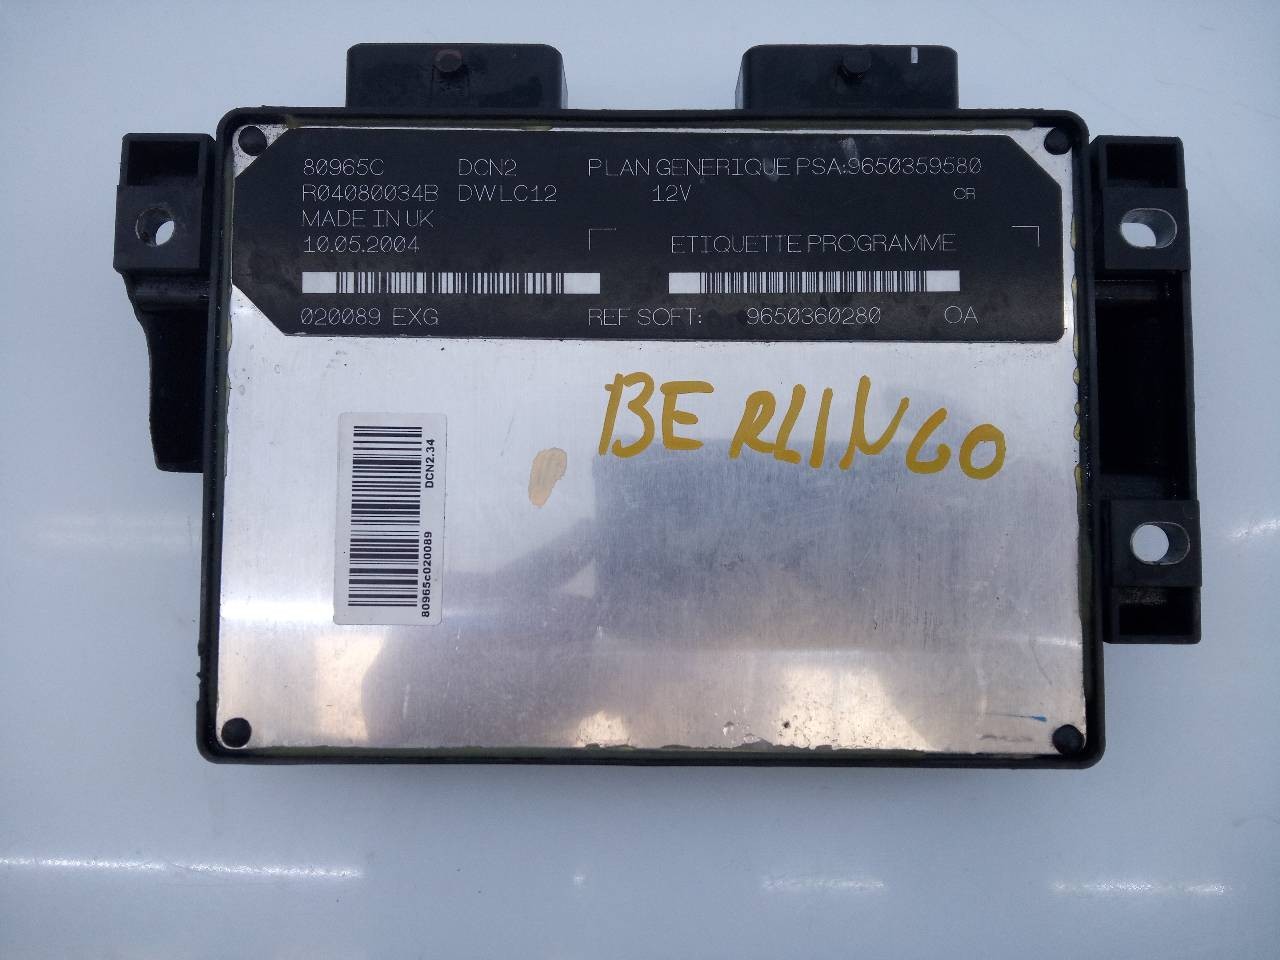 80965C DCN2 PLAN GENERIQUE PSA:9650359580
R04080034B DWLC12 12V CR
MADE IN UK
10.05.2004 ETIQUETTE PROGRAMME
020089 EXG REF SOFT: 9650360280 OA
BERLINGO
DCN2.34
80965c020089